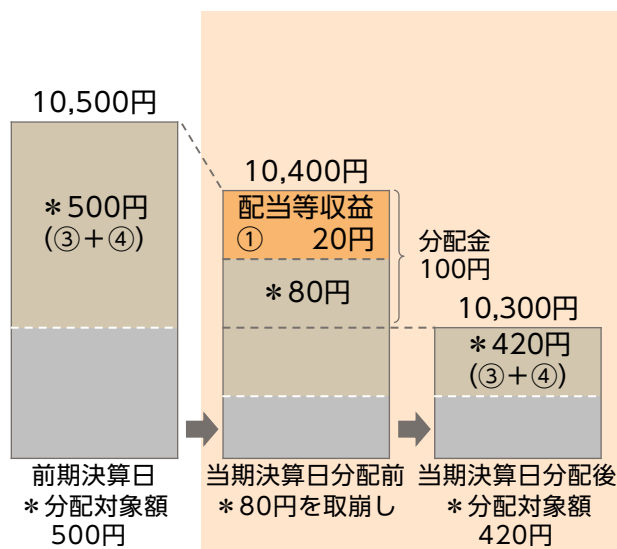 10,500円
＊500円
(③＋④)
10,400円
配当等収益
① 20円
＊80円
分配金
100円
10,300円
＊420円
(③＋④)
前期決算日
＊分配対象額
500円
当期決算日分配前
＊80円を取崩し
当期決算日分配後
＊分配対象額
420円